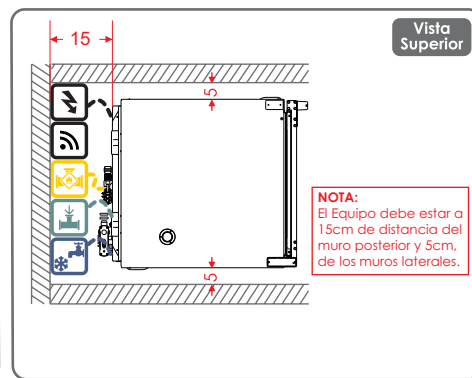 Vista
Superior
15
5
NOTA:
El Equipo debe estar a
15cm de distancia del
muro posterior y 5cm,
de los muros laterales.
5